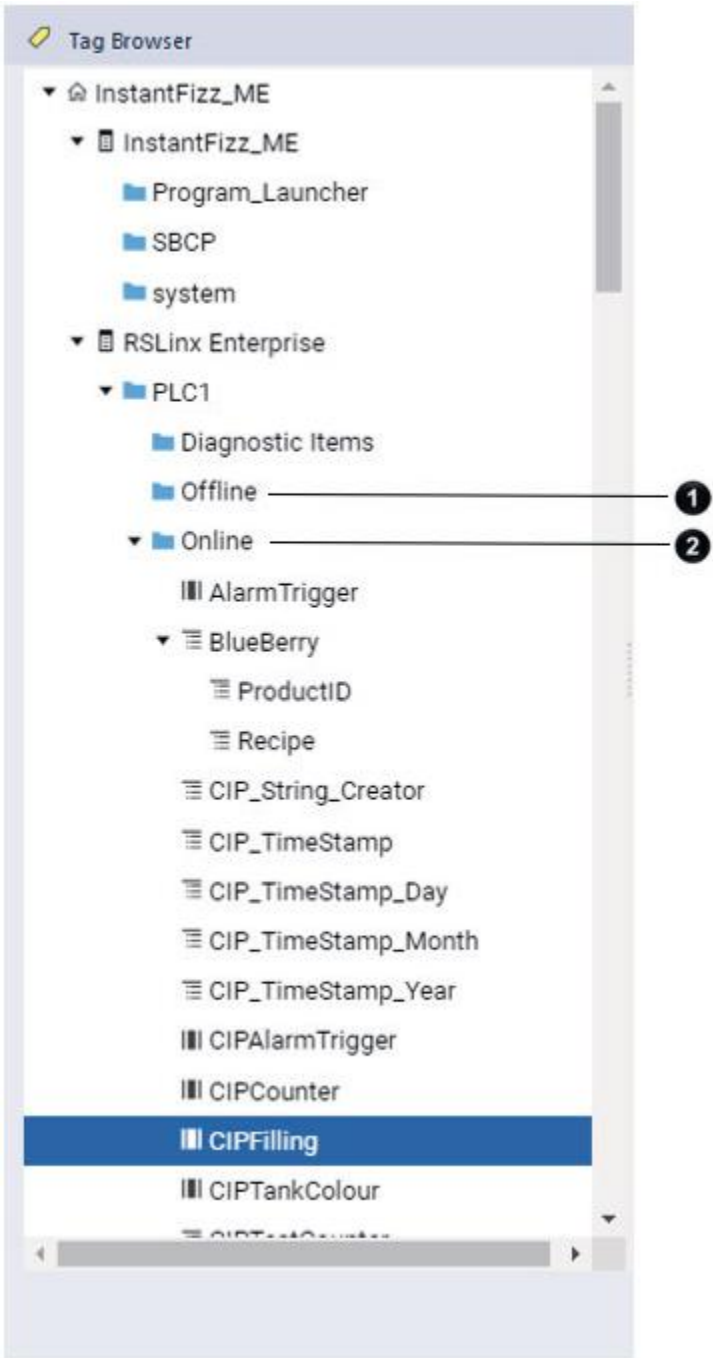 Tag Browser
InstantFizz_ME
InstantFizz_ME
Program_Launcher
SBCP
system
RSLinx Enterprise
PLC1
Diagnostic Items
Offline
1
Online
2
AlarmTrigger
BlueBerry
ProductID
Recipe
CIP_String_Creator
CIP_TimeStamp
CIP_TimeStamp_Day
CIP_TimeStamp_Month
CIP_TimeStamp_Year
CIPAlarmTrigger
CIPCounter
CIPFilling
CIPTankColour